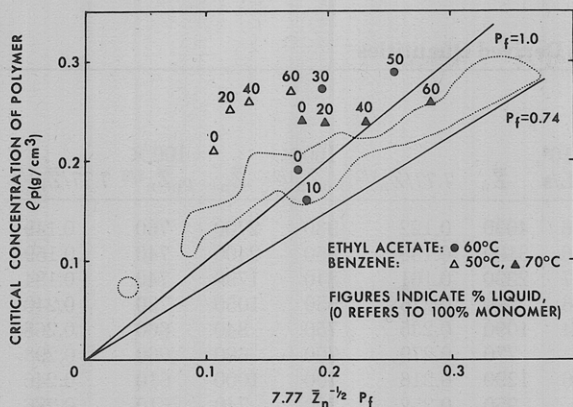 CRITICAL CONCENTRATION OF POLYMER
ρp(g/cm³)
0.3
0.2
0.1
0
0
0.1
0.2
0.3
7.77 Z̄n^-1/2 Pf
Pf=1.0
Pf=0.74
0
20
40
60
30
50
0
20
40
60
0
10
ETHYL ACETATE: ● 60°C
BENZENE: △ 50°C, ▲ 70°C
FIGURES INDICATE % LIQUID,
(0 REFERS TO 100% MONOMER)